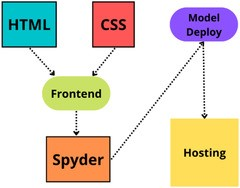 HTML
CSS
Model
Deploy
Frontend
Spyder
Hosting